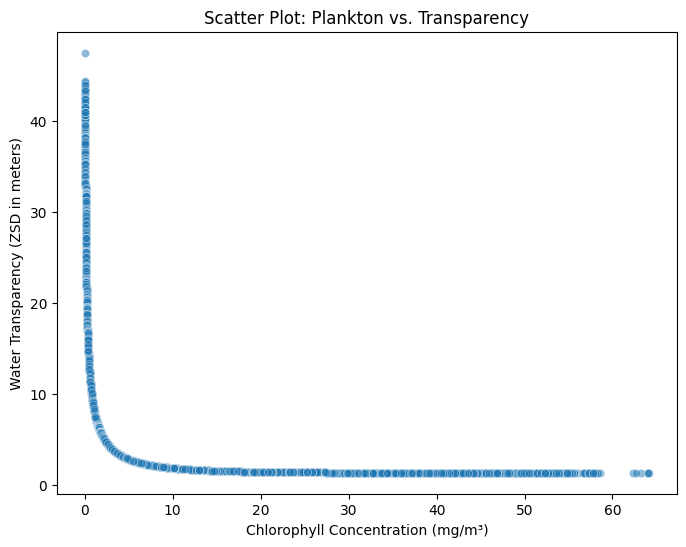 Scatter Plot: Plankton vs. Transparency
Water Transparency (ZSD in meters)
40
30
20
10
0
0 10 20 30 40 50 60
Chlorophyll Concentration (mg/m³)